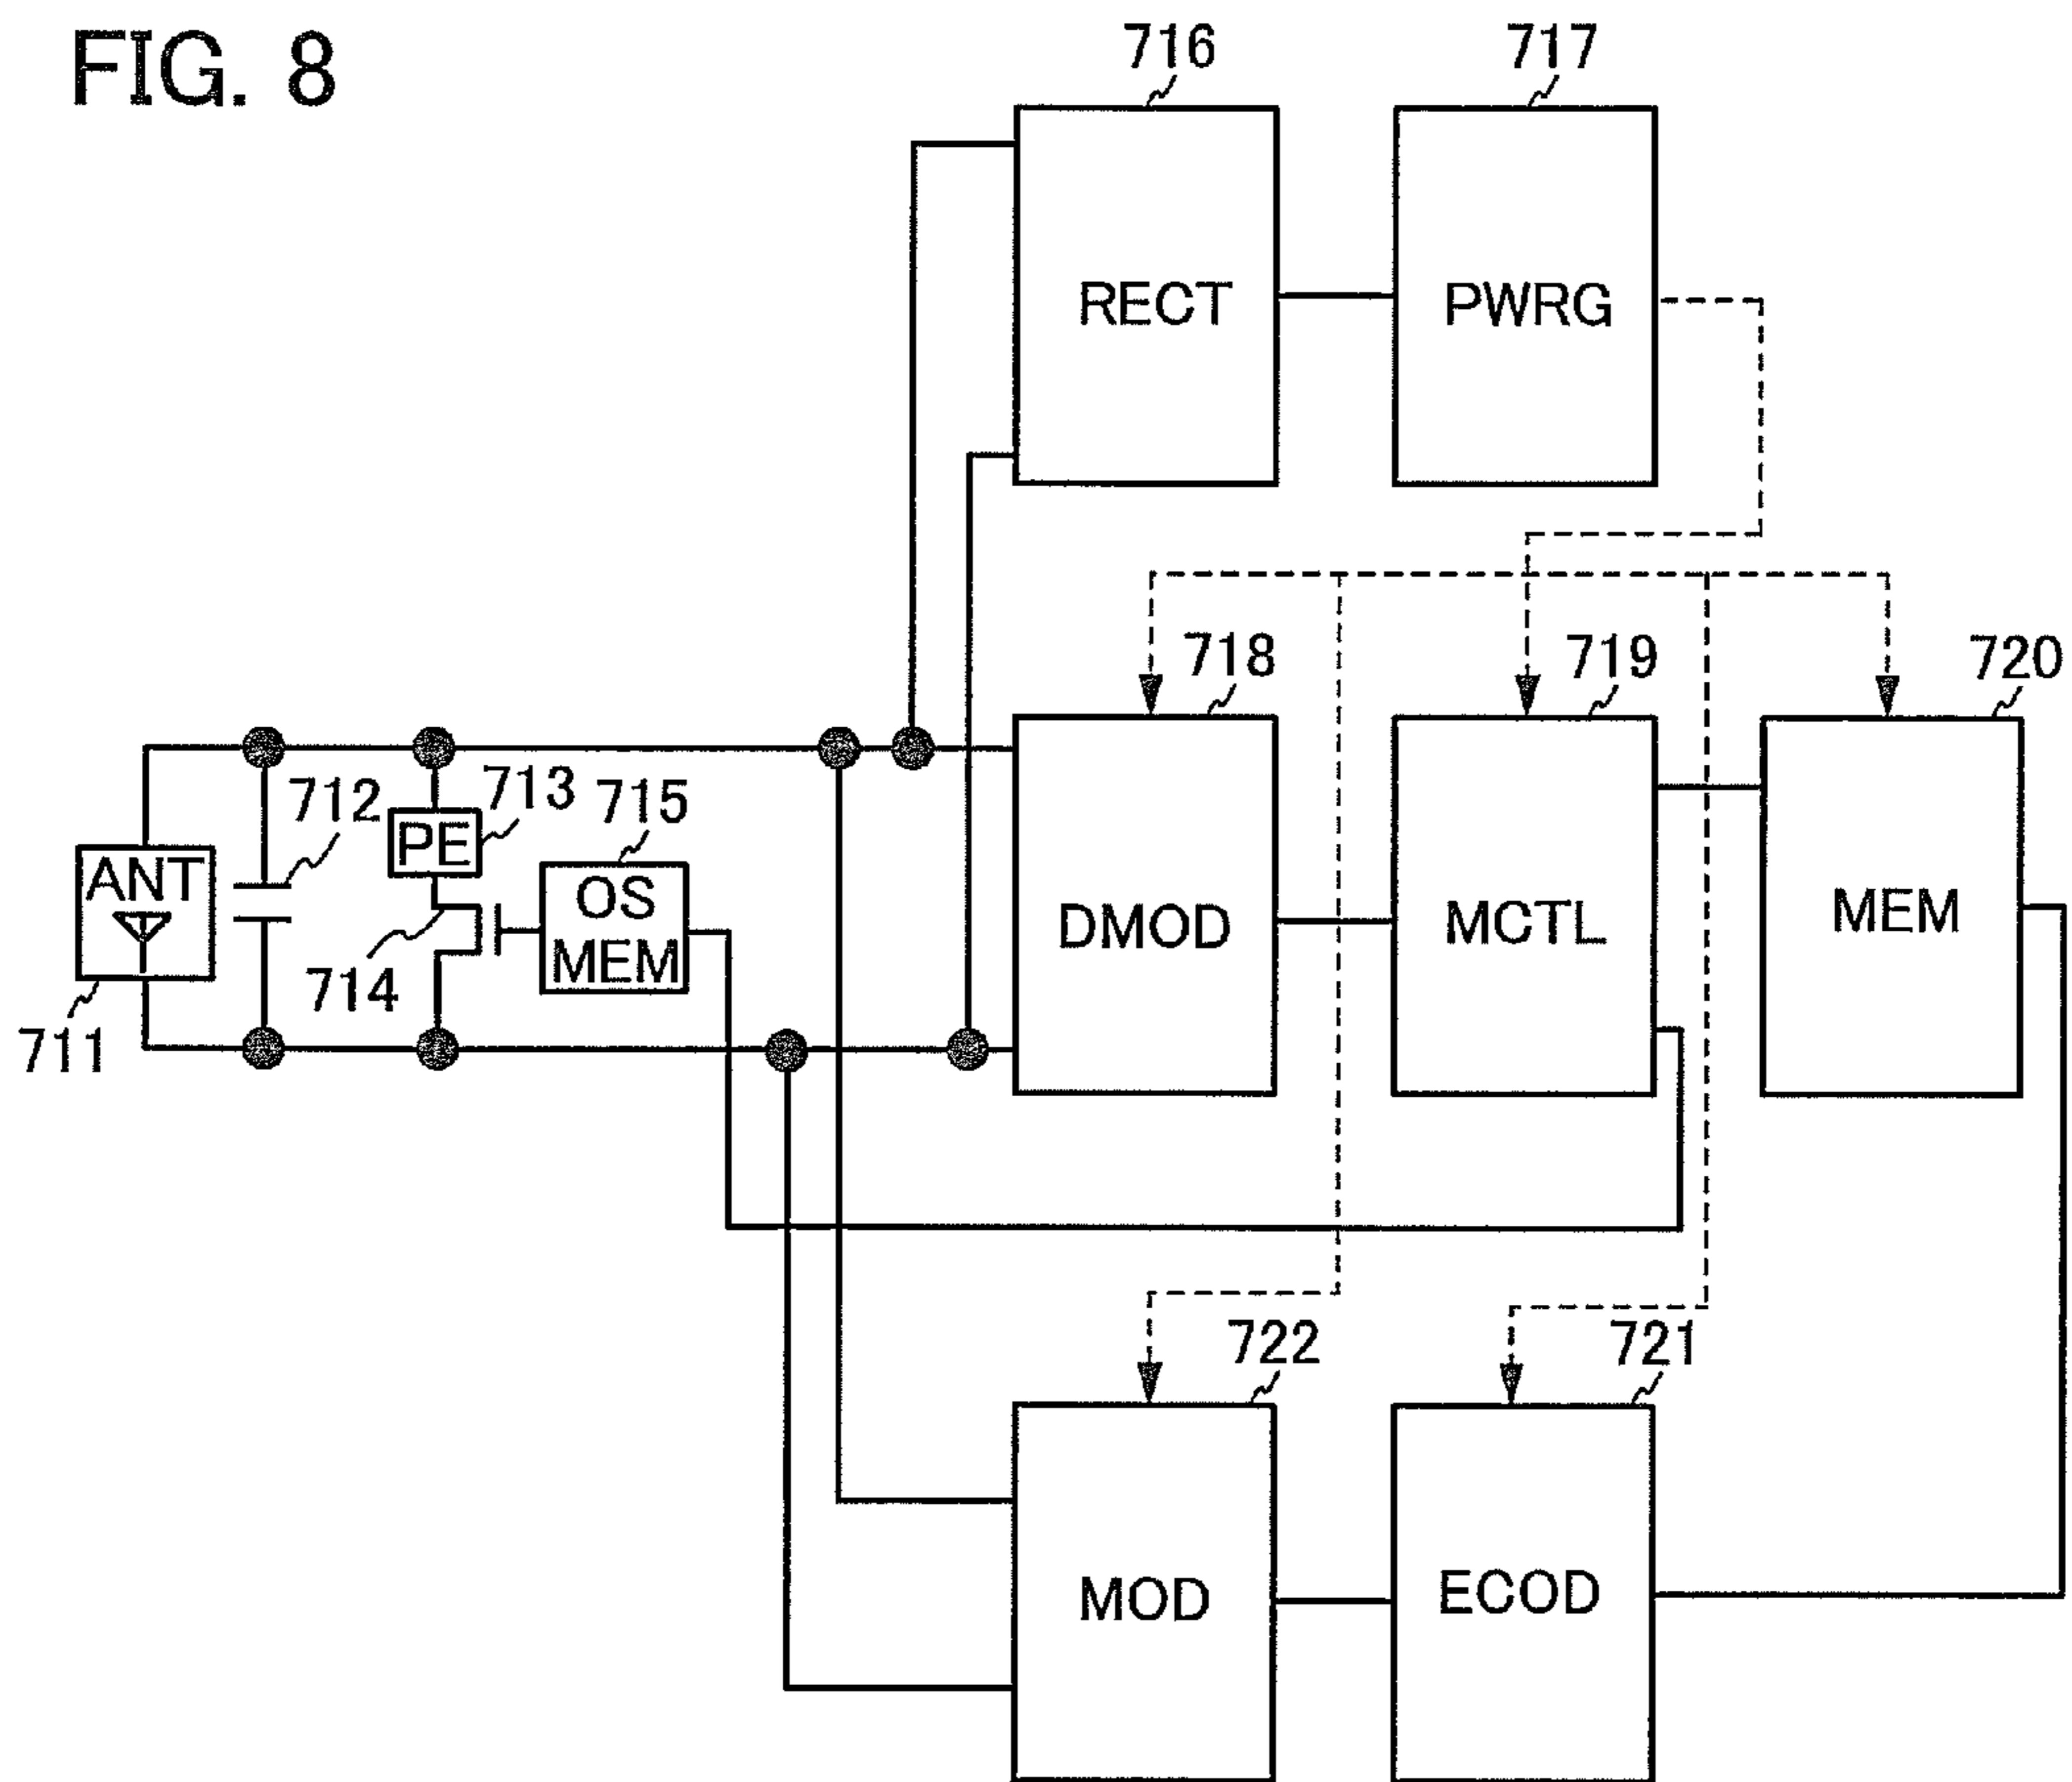 FIG. 8
716
717
RECT
PWRG
718
719
720
712
713
715
ANT
PE
OS
MEM
714
711
DMOD
MCTL
MEM
722
721
MOD
ECOD